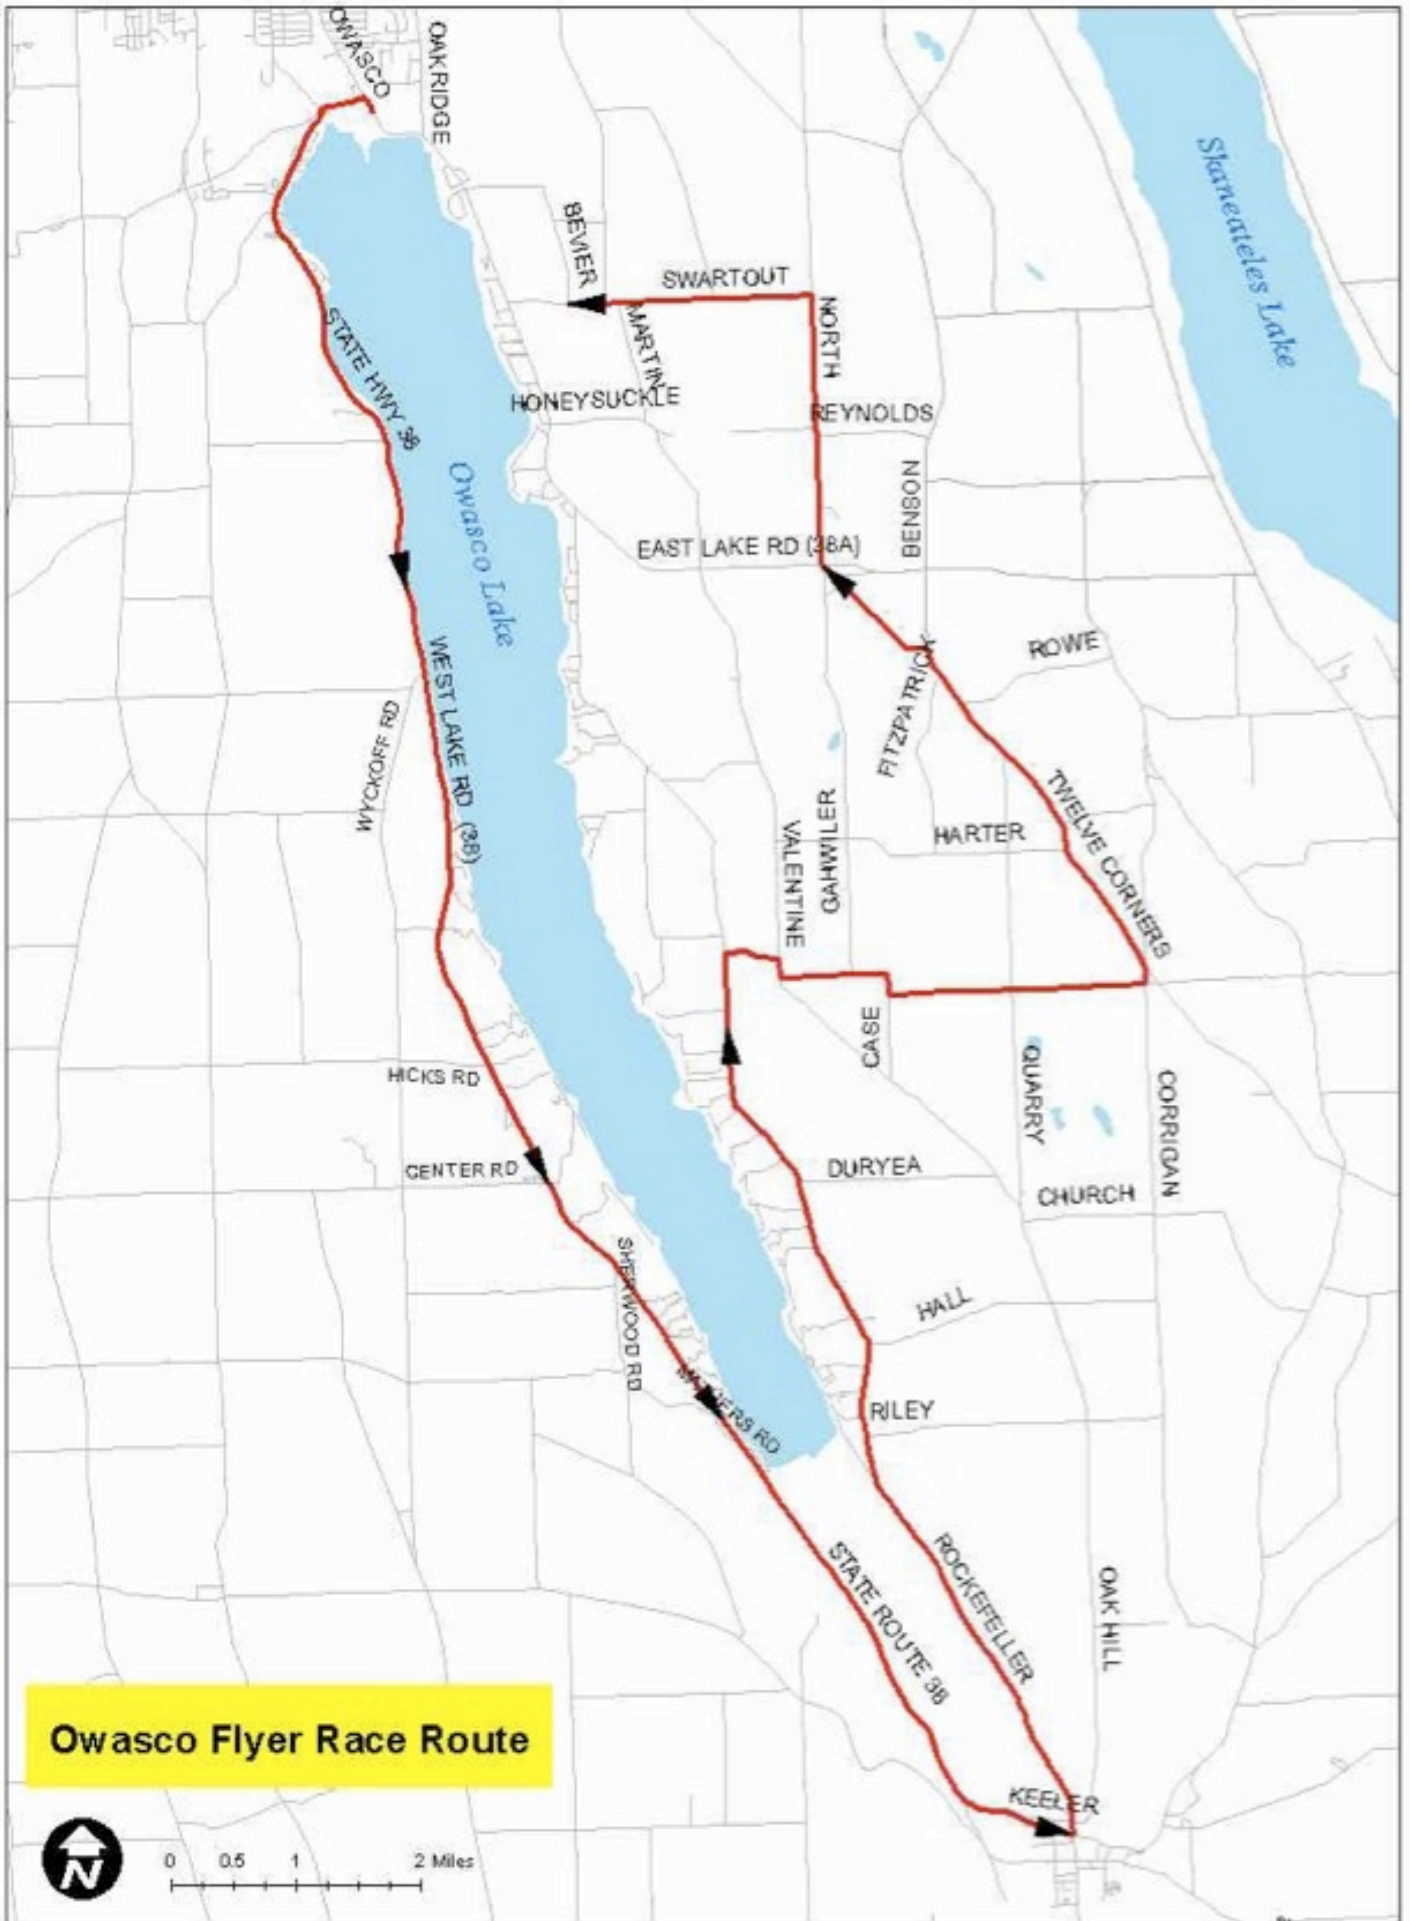 OWASCO
OAKRIDGE
Skaneateles Lake
BEVIER
SWARTOUT
MARTIN
NORTH
STATE HWY 38
HONEYSUCKLE
REYNOLDS
Owasco Lake
BENSON
EAST LAKE RD (38A)
ROWE
WEST LAKE RD (38)
FITZPATRICK
WYCKOFF RD
TWELVE CORNERS
VALENTINE
GAHWILER
HARTER
CASE
QUARRY
CORRIGAN
HICKS RD
CENTER RD
DURYEA
CHURCH
SHERWOOD RD
HALL
RD
RILEY
STATE ROUTE 38
ROCKEFELLER
OAK HILL
Owasco Flyer Race Route
KEELER
N
0 0.5 1 2 Miles